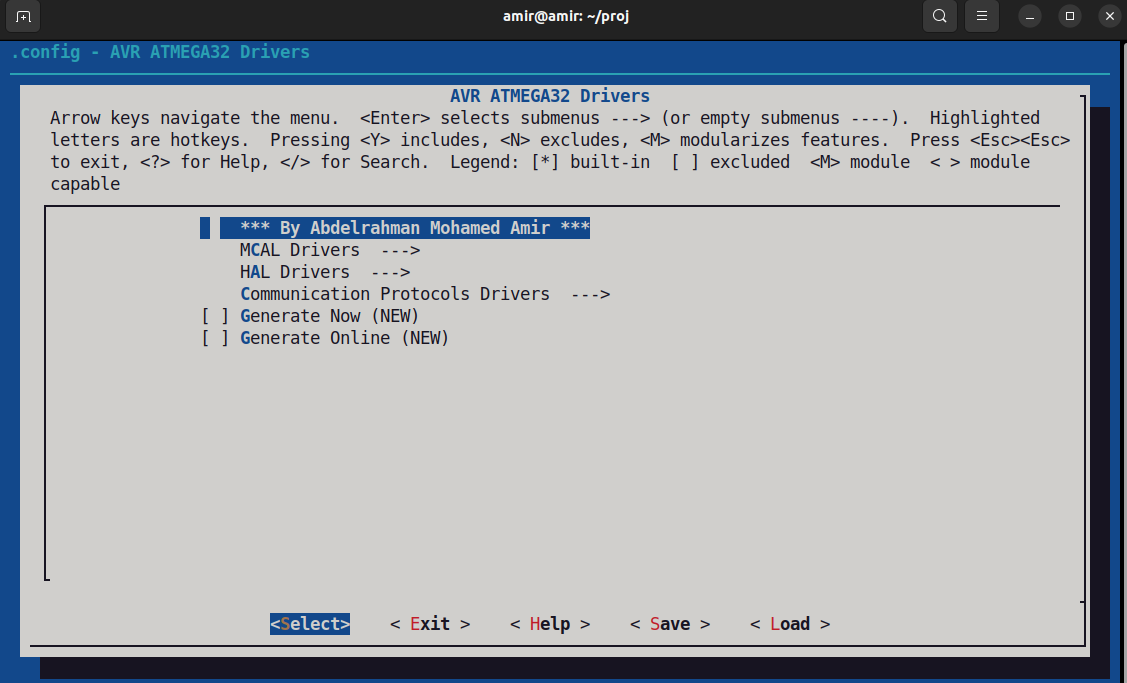 amir@amir: ~/proj
.config - AVR ATMEGA32 Drivers
AVR ATMEGA32 Drivers
Arrow keys navigate the menu.  <Enter> selects submenus ---> (or empty submenus ----).  Highlighted
letters are hotkeys.  Pressing <Y> includes, <N> excludes, <M> modularizes features.  Press <Esc><Esc>
to exit, <?> for Help, </> for Search.  Legend: [*] built-in  [ ] excluded  <M> module  < > module
capable
*** By Abdelrahman Mohamed Amir ***
MCAL Drivers  --->
HAL Drivers  --->
Communication Protocols Drivers  --->
[ ] Generate Now (NEW)
[ ] Generate Online (NEW)
<Select>    < Exit >    < Help >    < Save >    < Load >